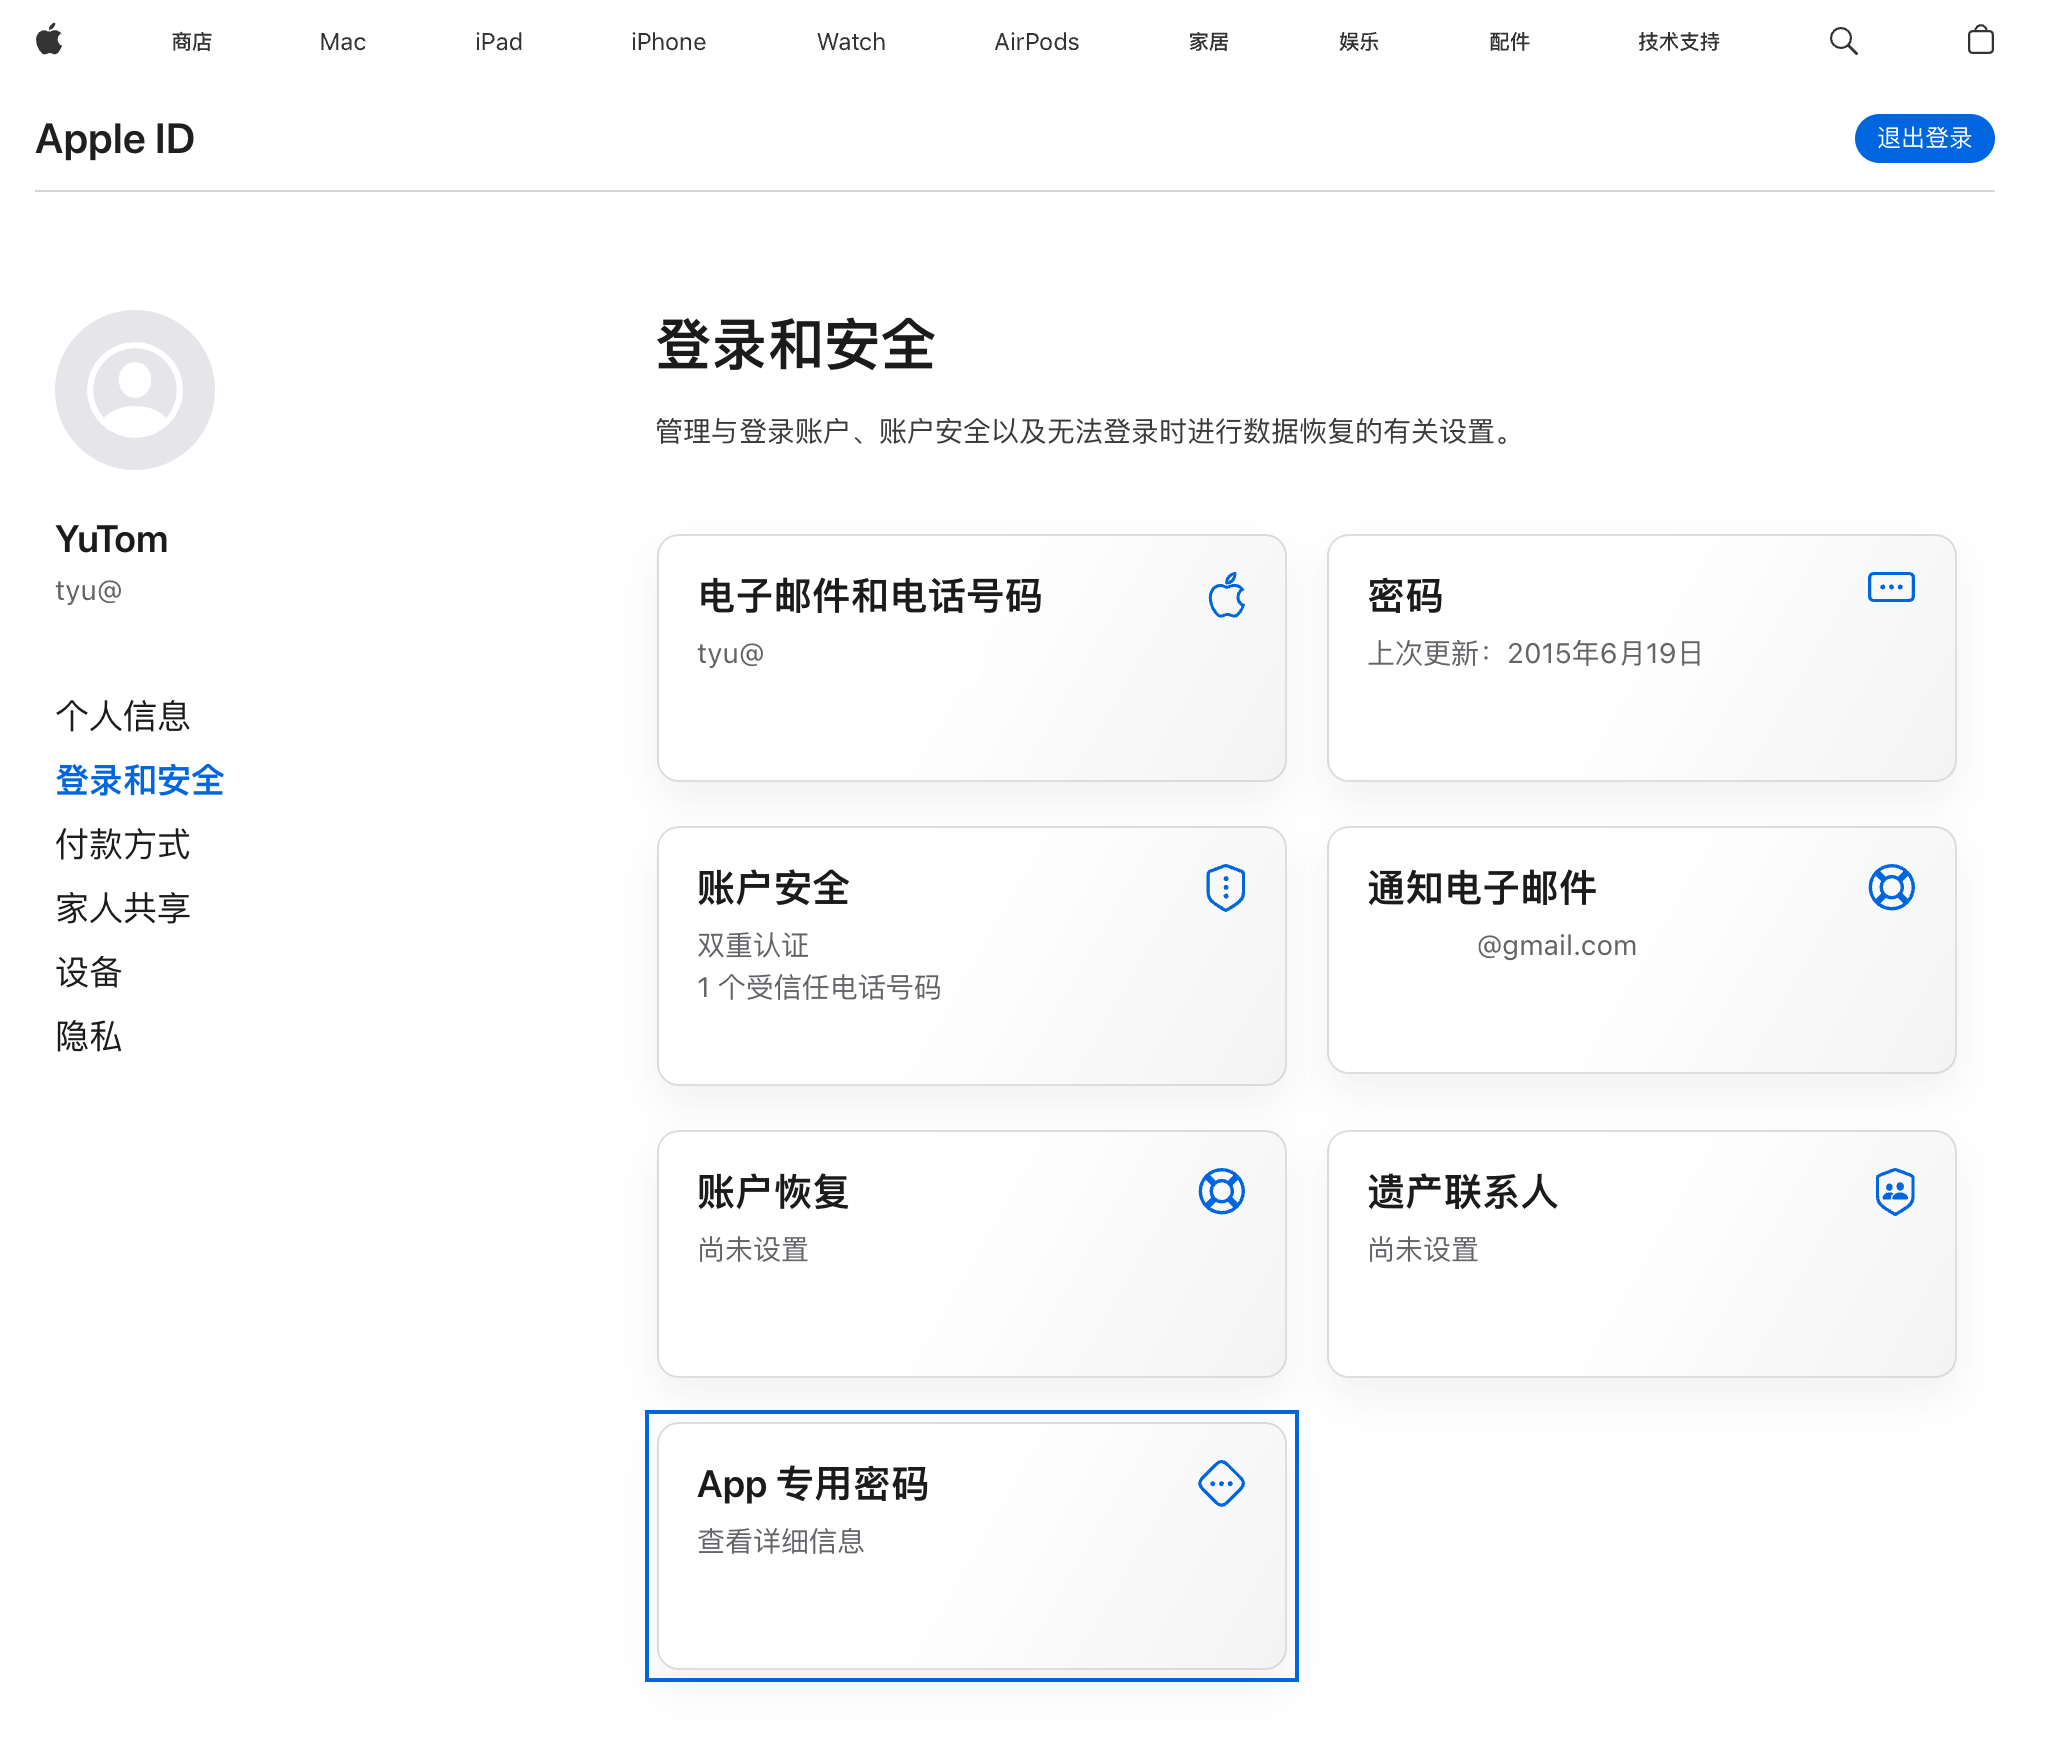 商店 Mac iPad iPhone Watch AirPods 家居 娱乐 配件 技术支持
Apple ID
退出登录
YuTom
tyu@
个人信息
登录和安全
付款方式
家人共享
设备
隐私
登录和安全
管理与登录账户、账户安全以及无法登录时进行数据恢复的有关设置。
电子邮件和电话号码
tyu@
密码
上次更新：2015年6月19日
账户安全
双重认证
1 个受信任电话号码
通知电子邮件
@gmail.com
账户恢复
尚未设置
遗产联系人
尚未设置
App 专用密码
查看详细信息